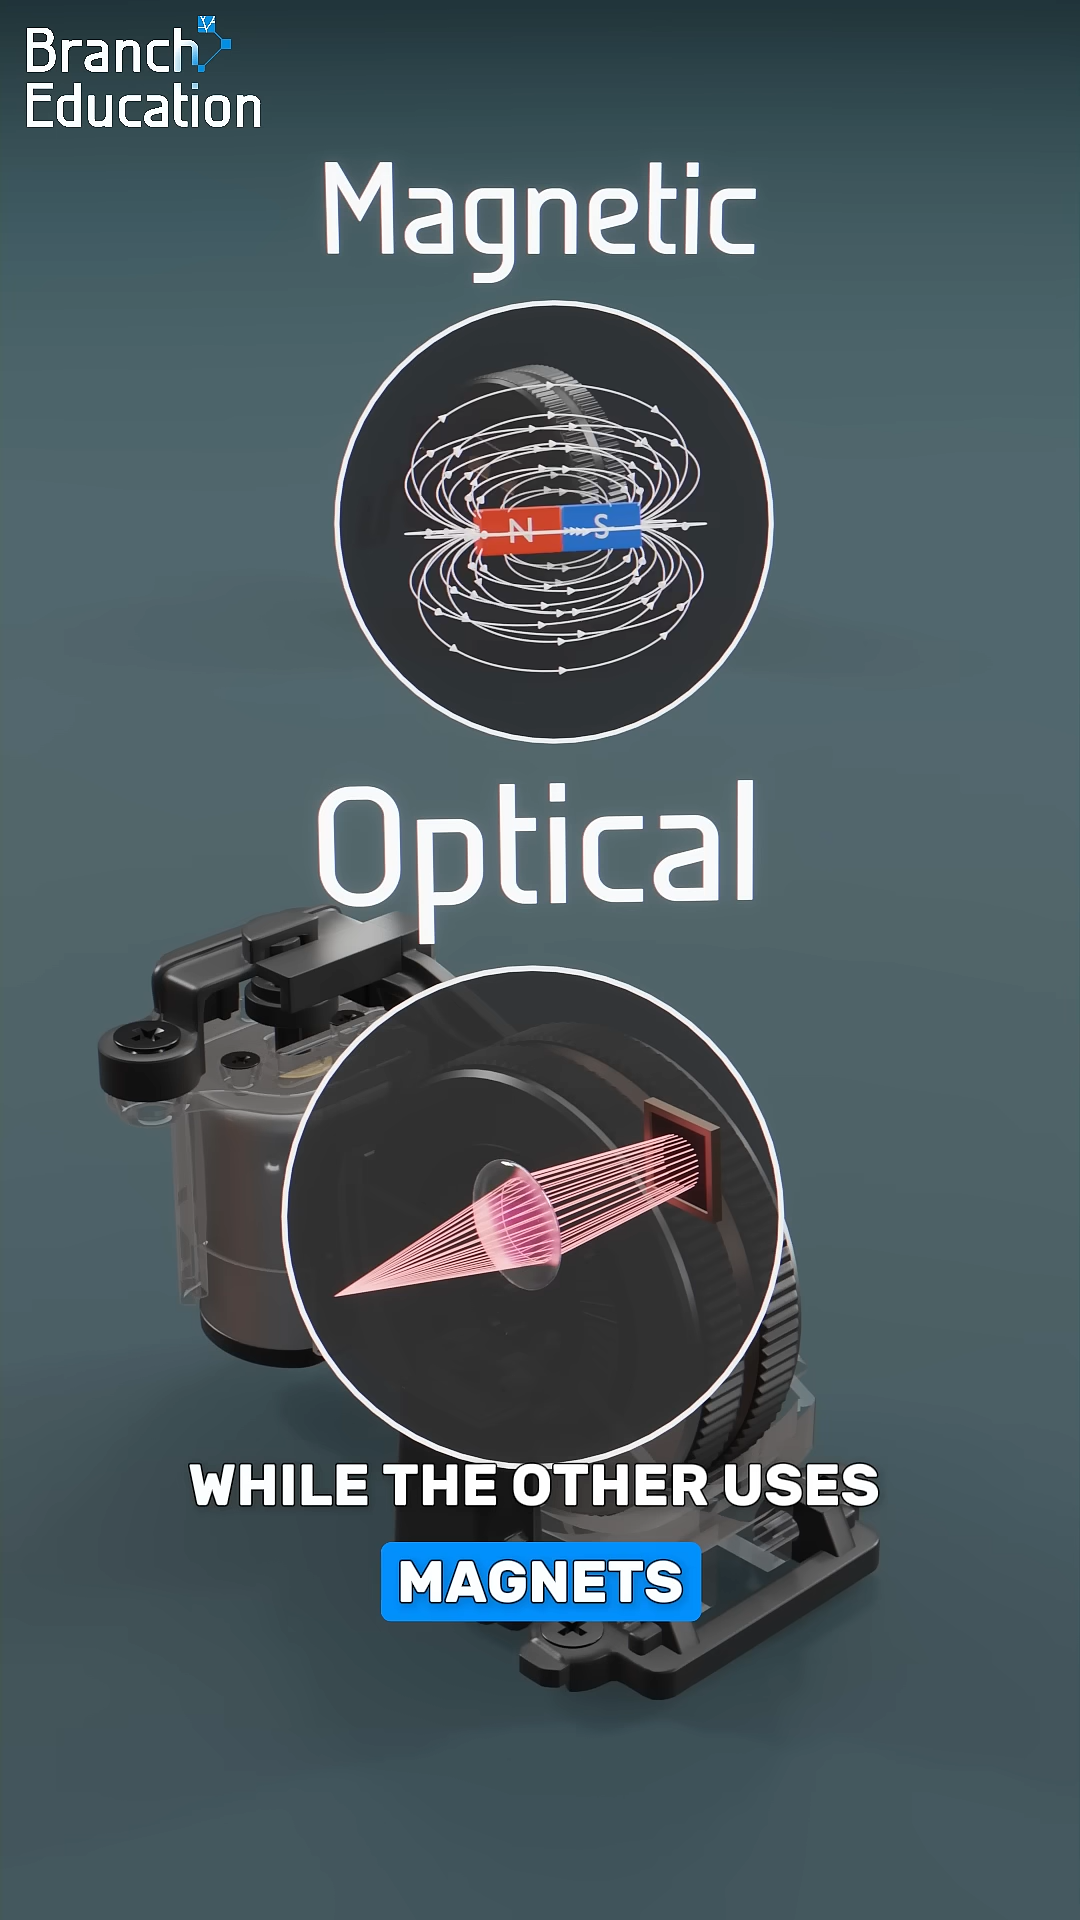 Branch
Education
Magnetic
N S
Optical
WHILE THE OTHER USES
MAGNETS